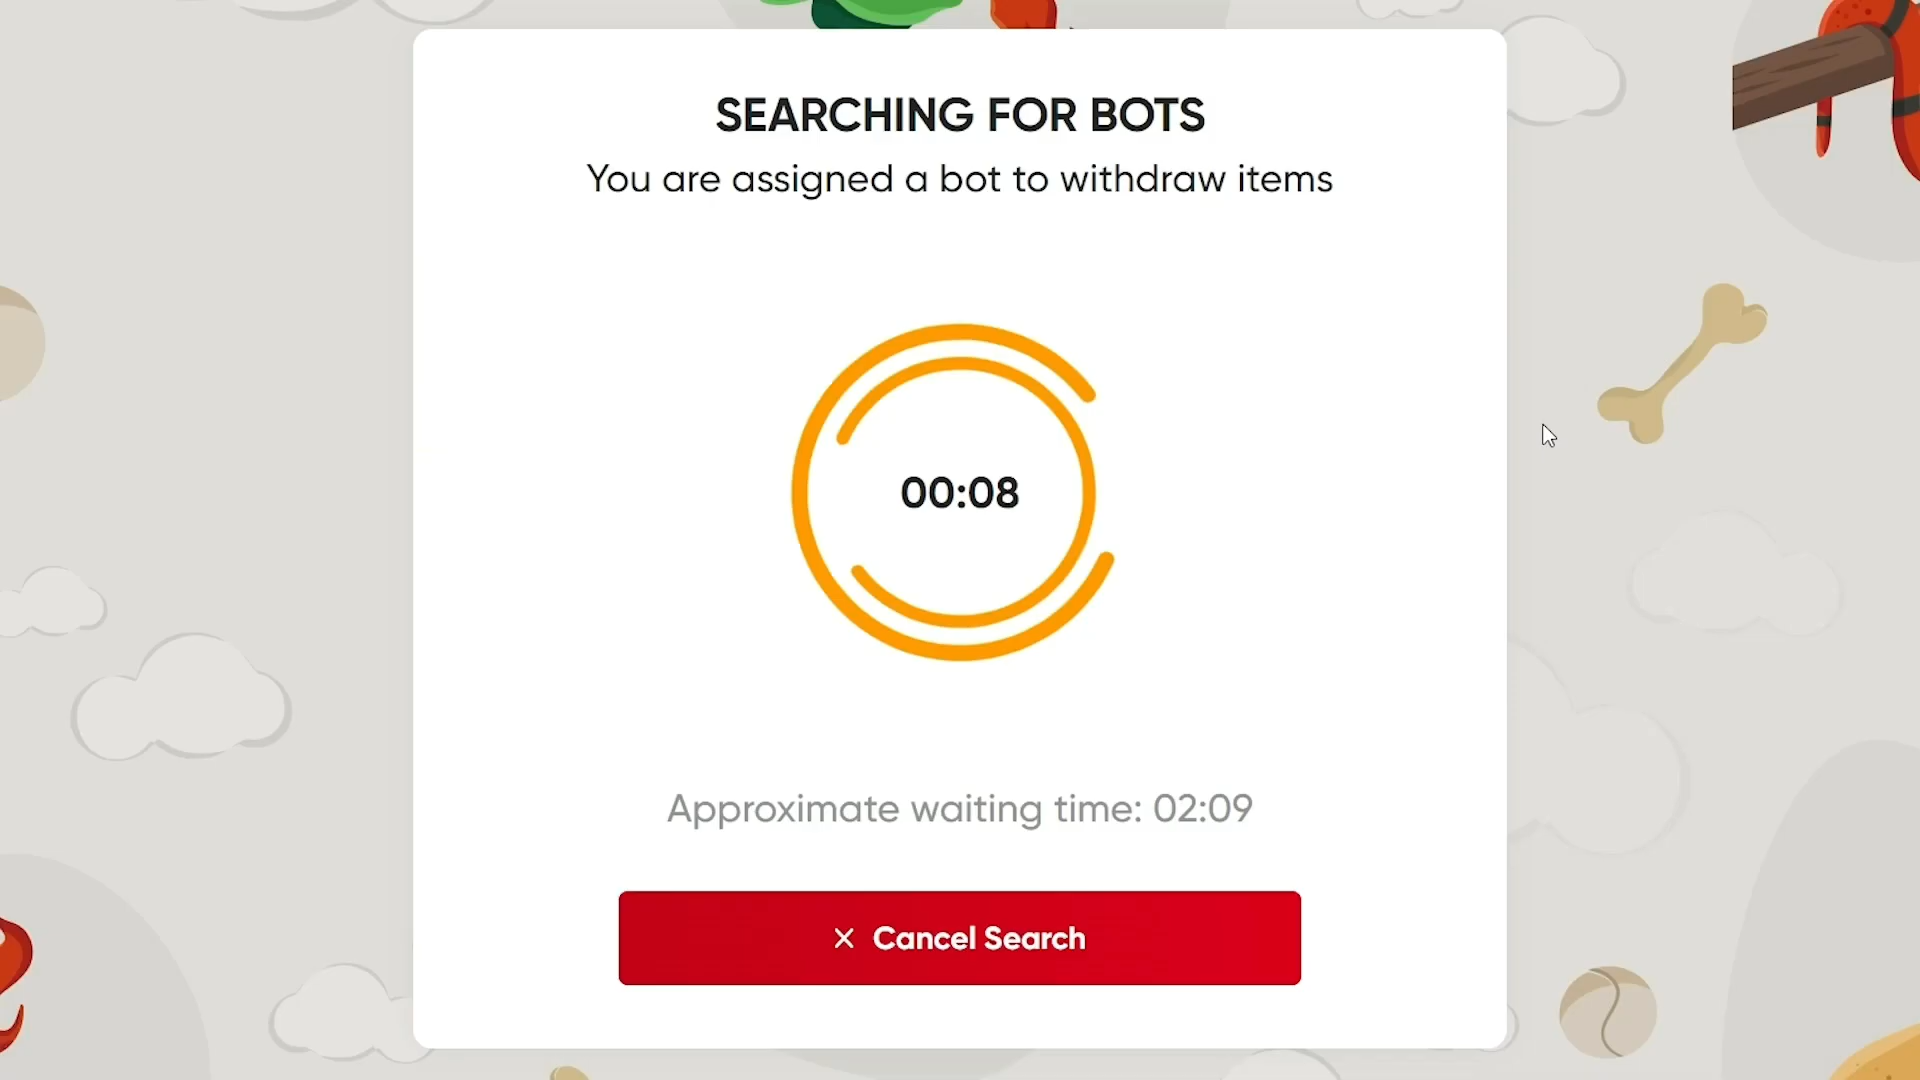 SEARCHING FOR BOTS
You are assigned a bot to withdraw items
00:08
Approximate waiting time: 02:09
Cancel Search